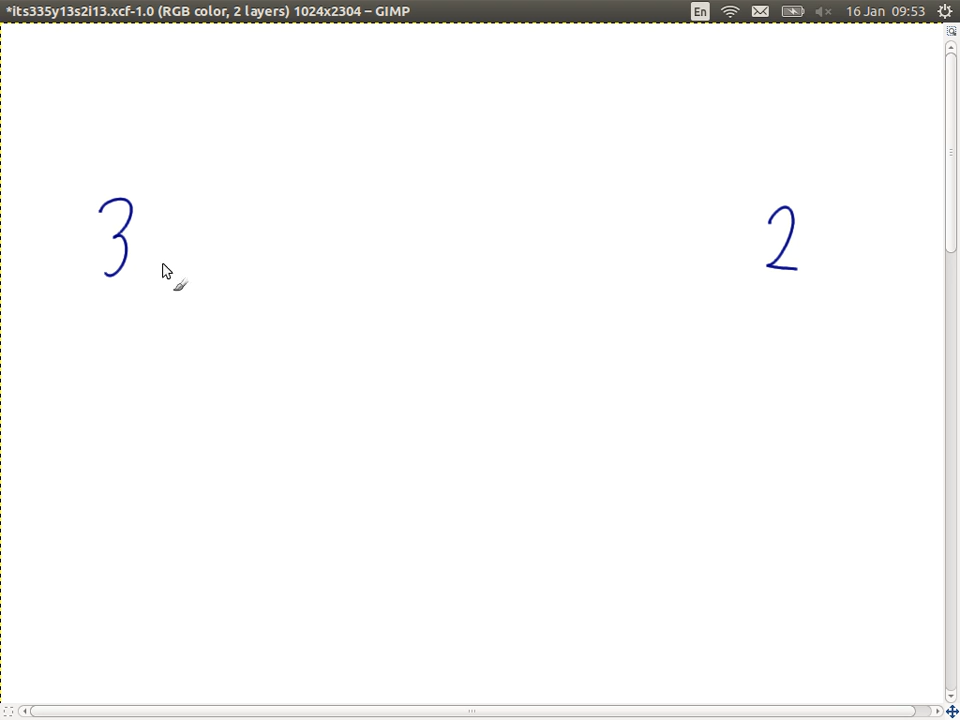 *its335y13s2i13.xcf-1.0 (RGB color, 2 layers) 1024x2304 – GIMP En 16 Jan 09:53
3 2